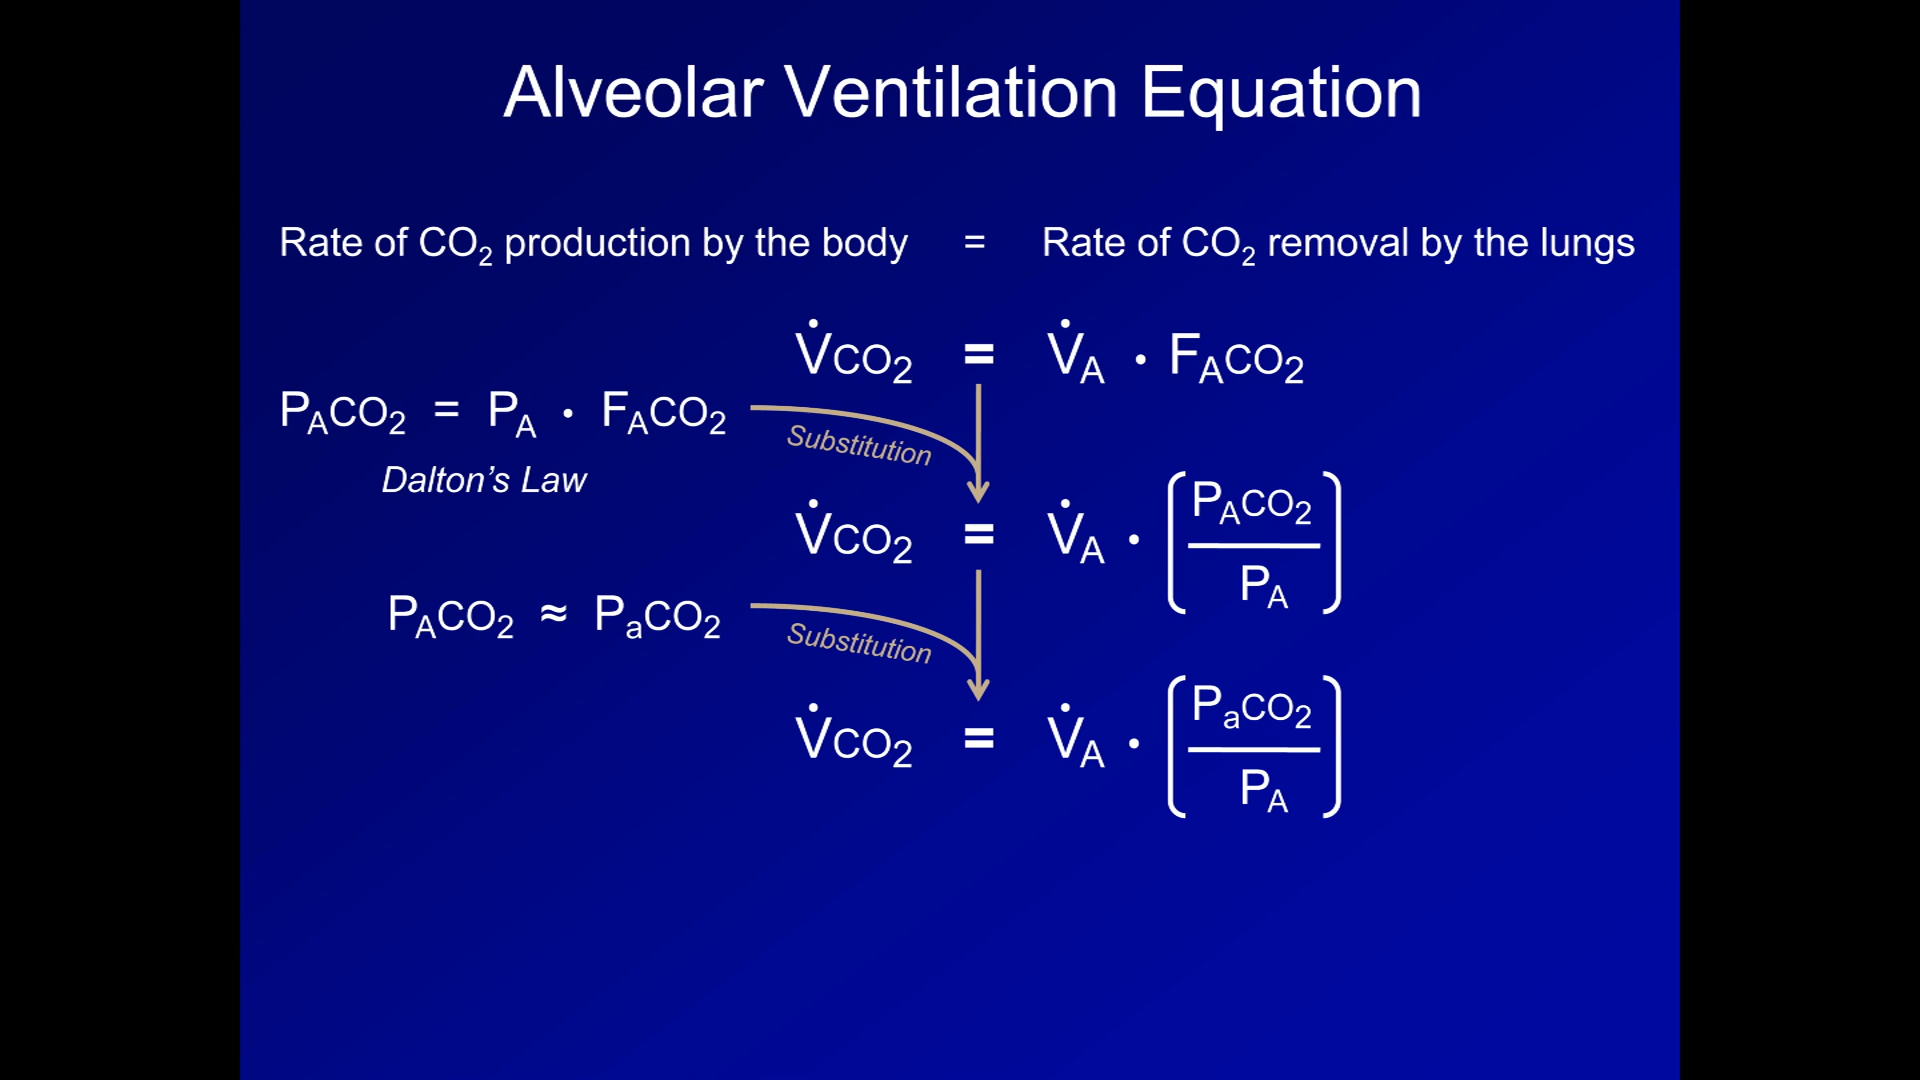 Alveolar Ventilation Equation
Rate of CO₂ production by the body = Rate of CO₂ removal by the lungs
V̇CO₂ = V̇A · FACO₂
PACO₂ = PA · FACO₂
Substitution
Dalton’s Law
V̇CO₂ = V̇A · (PACO₂ / PA)
PACO₂ ≈ PaCO₂
Substitution
V̇CO₂ = V̇A · (PaCO₂ / PA)